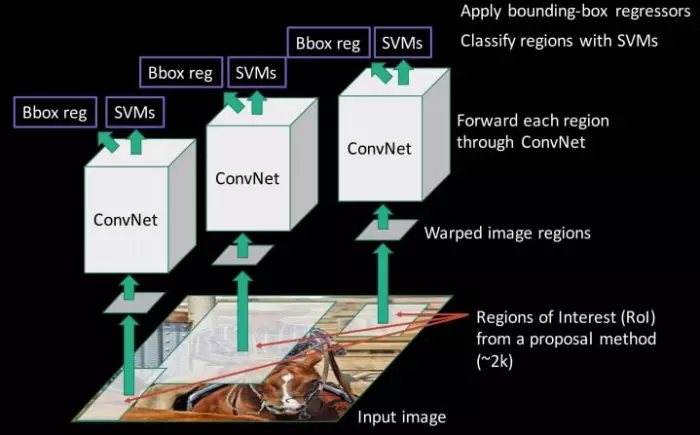 Apply bounding-box regressors
Bbox reg
SVMs
Classify regions with SVMs
Bbox reg
SVMs
Bbox reg
SVMs
Forward each region
through ConvNet
ConvNet
ConvNet
ConvNet
Warped image regions
Regions of Interest (RoI)
from a proposal method
(~2k)
Input image